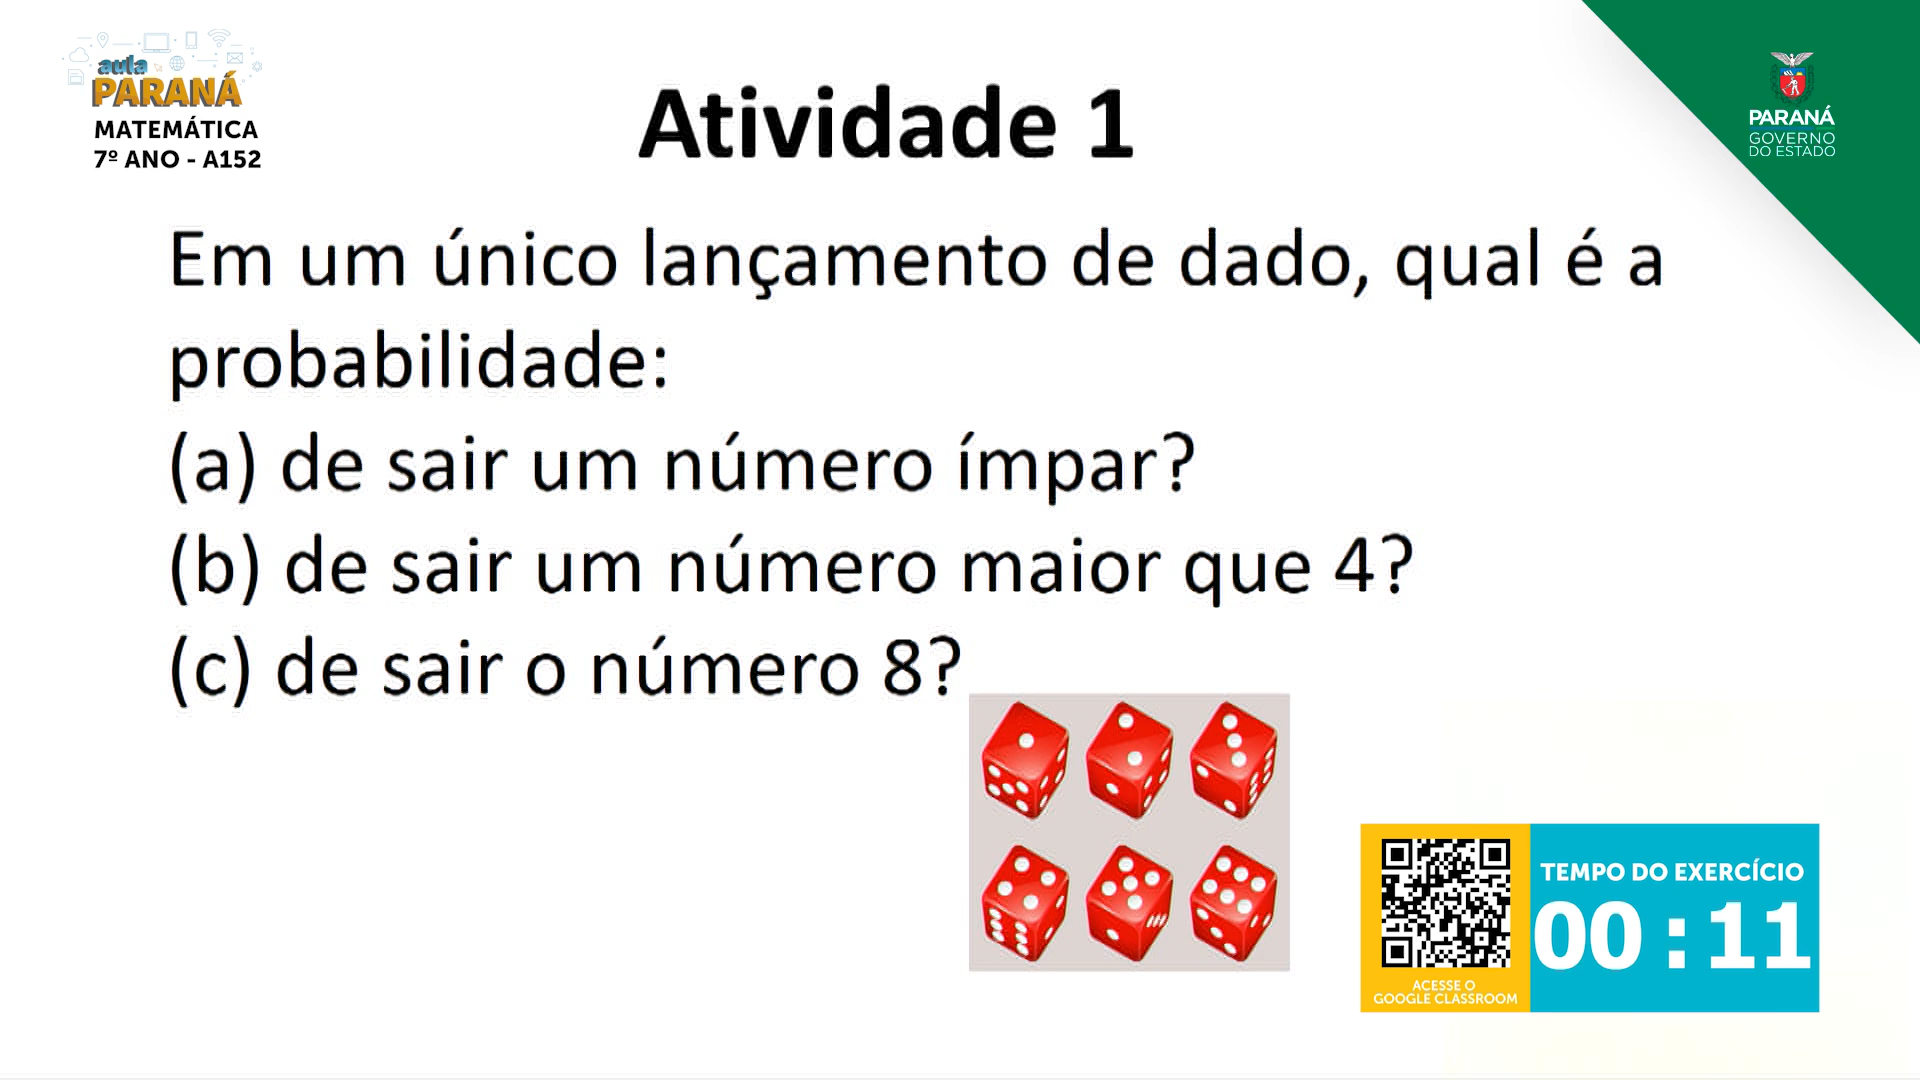 aula
PARANÁ
MATEMÁTICA
7º ANO - A152
Atividade 1
PARANÁ
GOVERNO
DO ESTADO
Em um único lançamento de dado, qual é a
probabilidade:
(a) de sair um número ímpar?
(b) de sair um número maior que 4?
(c) de sair o número 8?
TEMPO DO EXERCÍCIO
00:11
ACESSE O
GOOGLE CLASSROOM